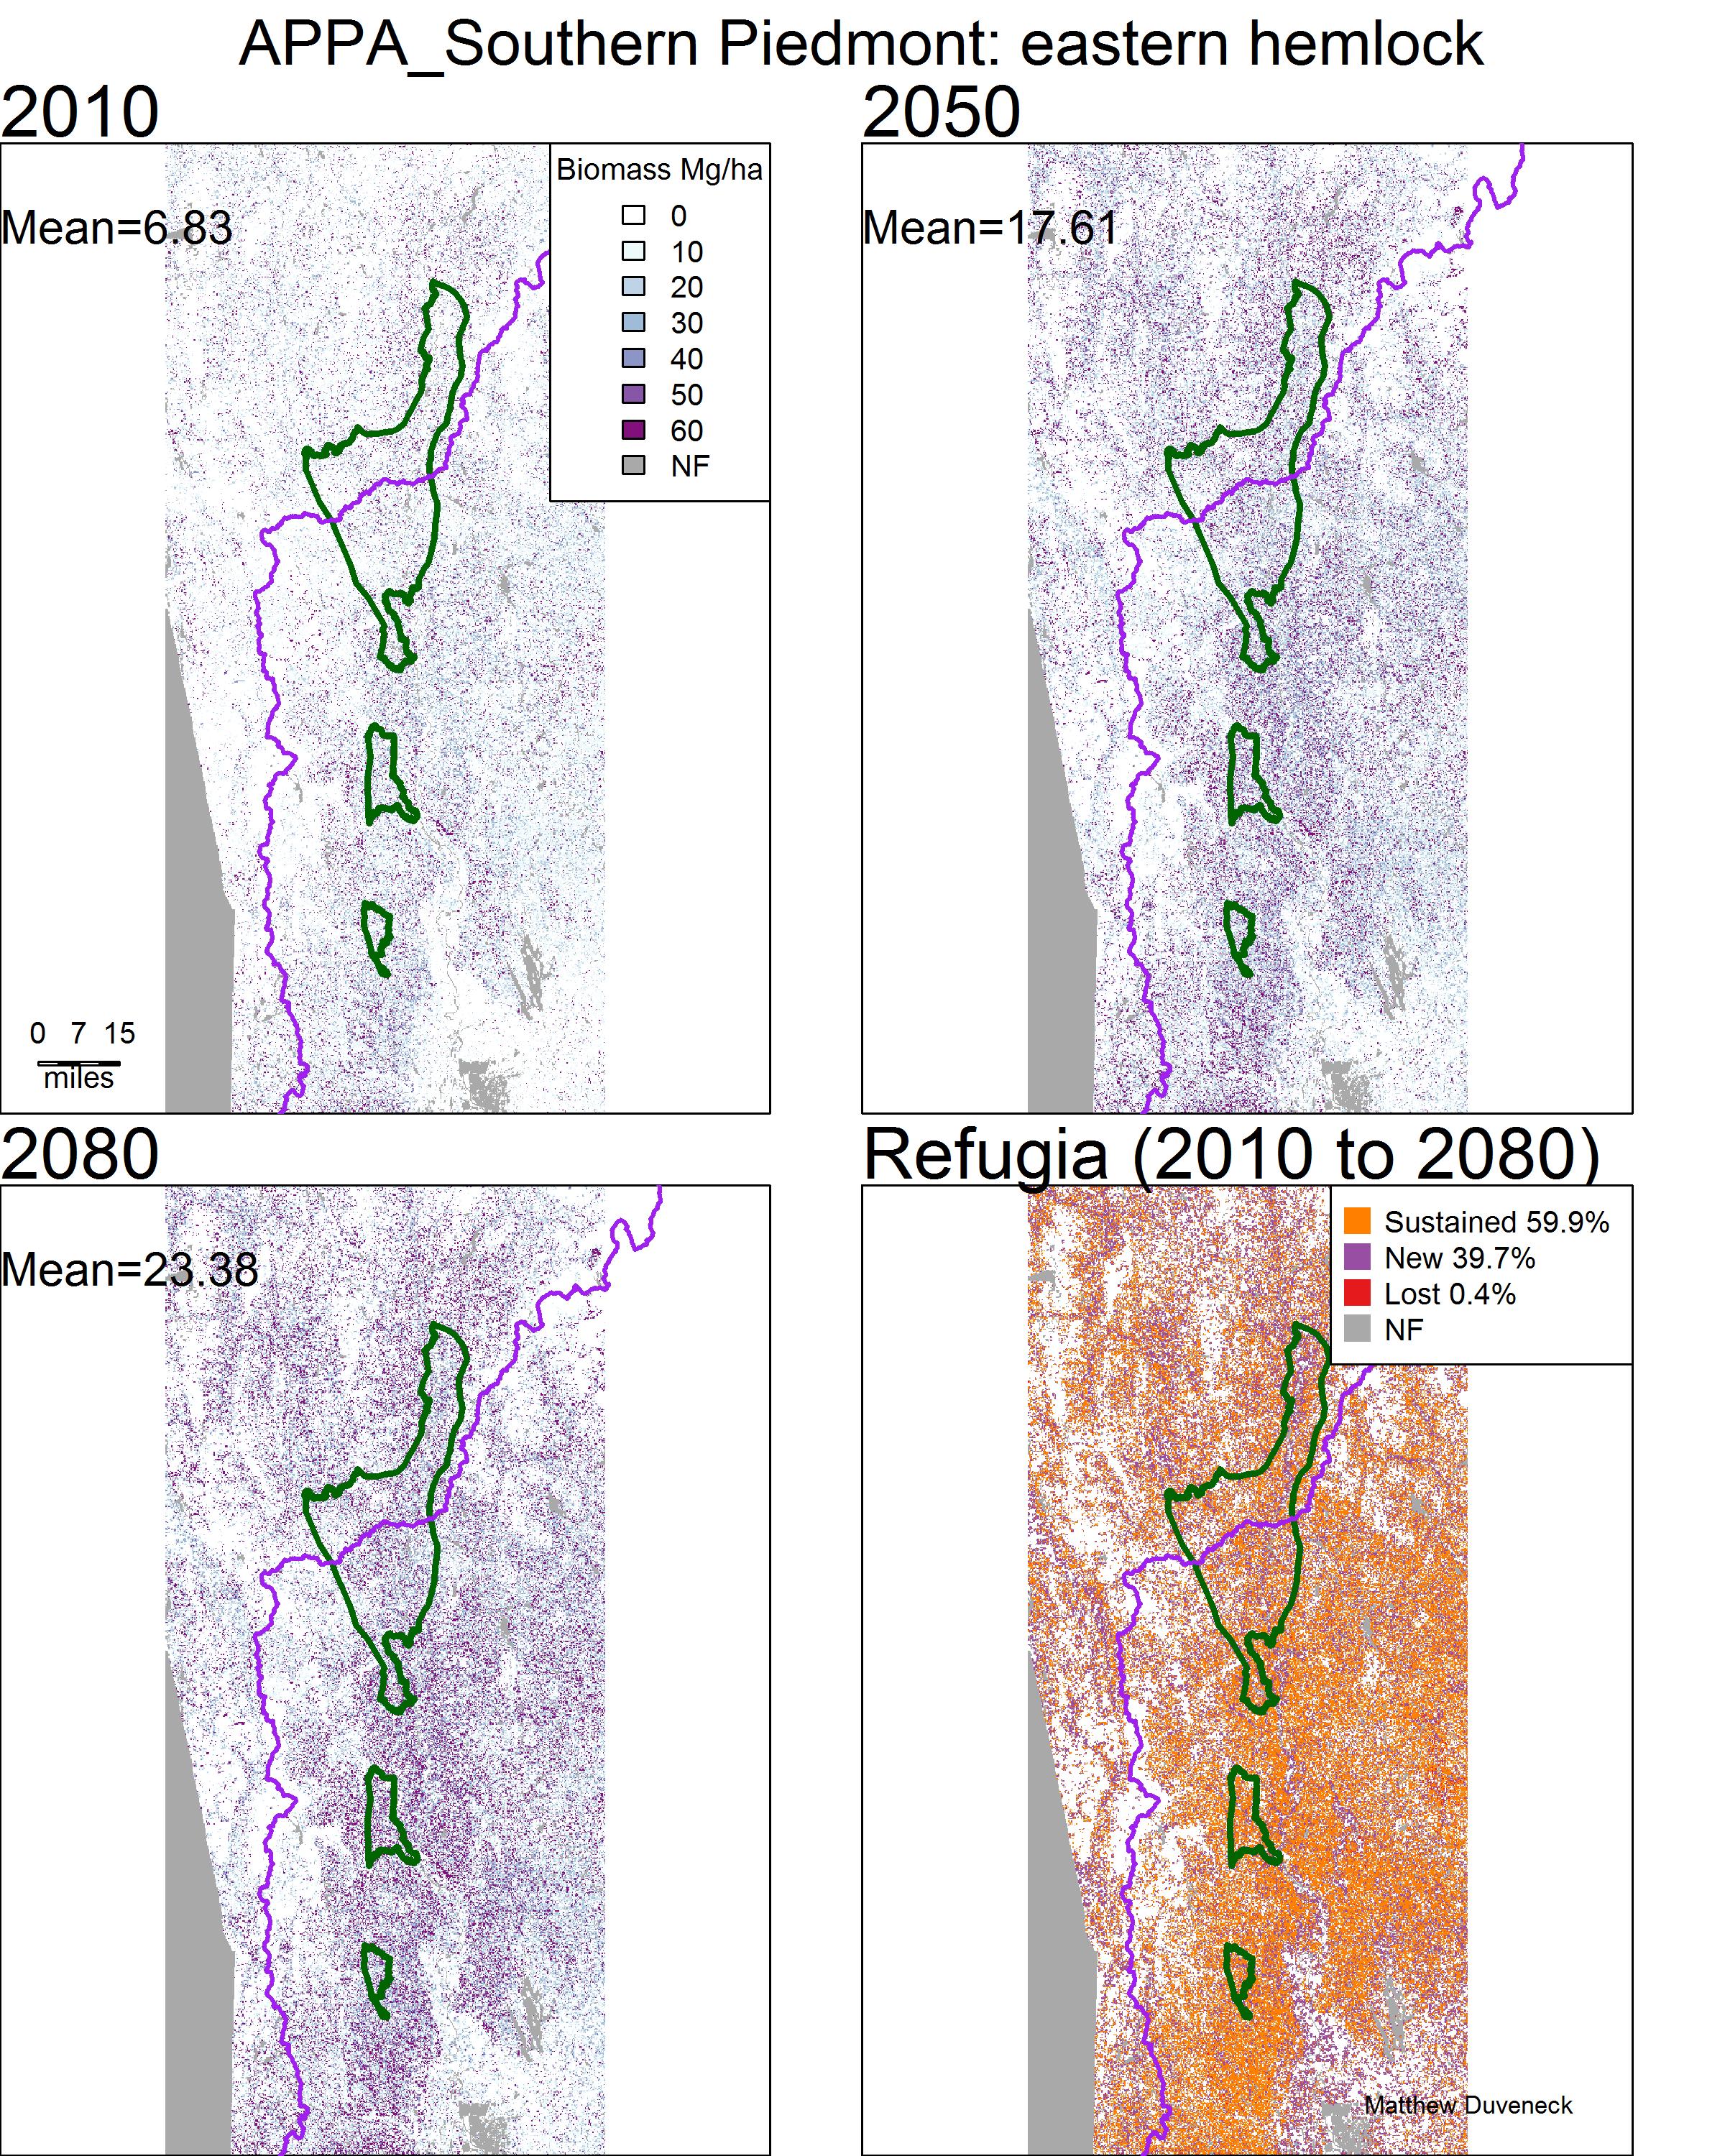 APPA_Southern Piedmont: eastern hemlock
2010
Mean=6.83
Biomass Mg/ha
0
10
20
30
40
50
60
NF
0 7 15
miles
2050
Mean=17.61
2080
Mean=23.38
Refugia (2010 to 2080)
Sustained 59.9%
New 39.7%
Lost 0.4%
NF
Matthew Duveneck